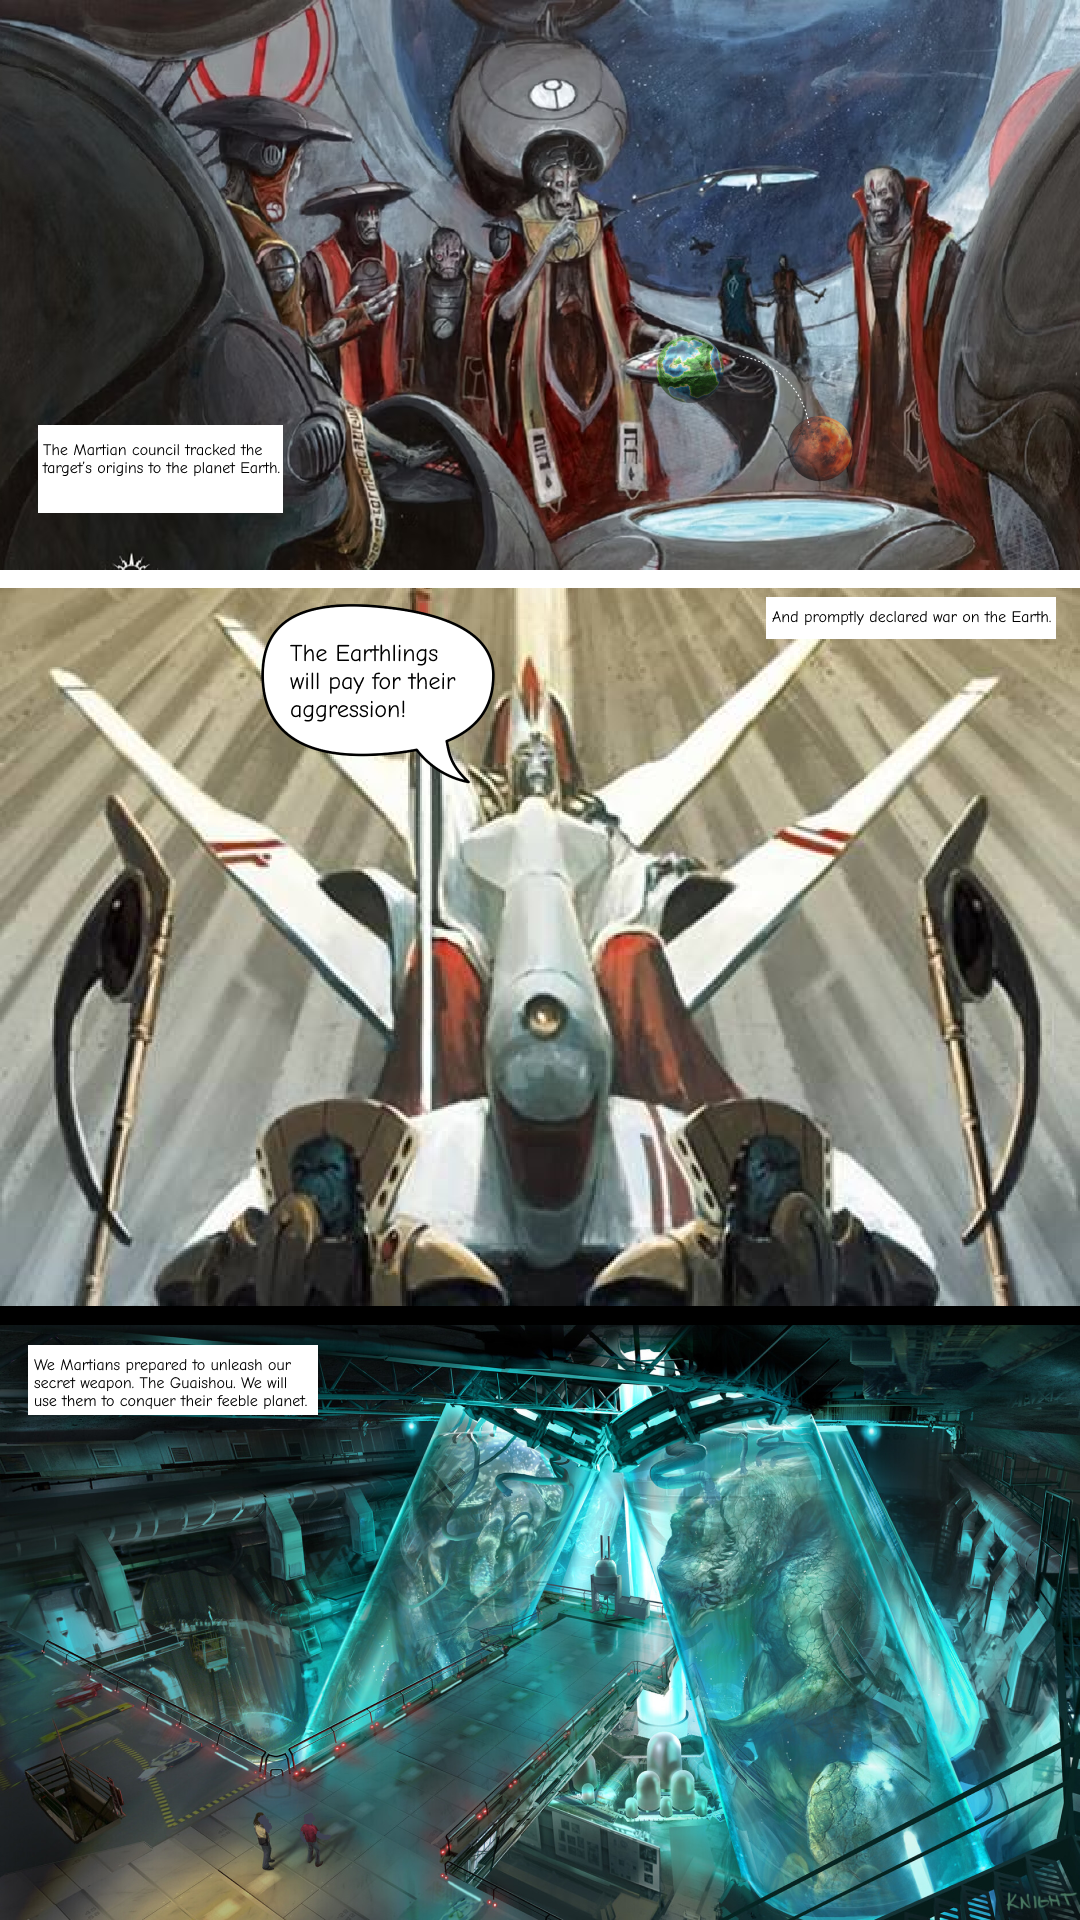 The Martian council tracked the
target's origins to the planet Earth.
And promptly declared war on the Earth.
The Earthlings
will pay for their
aggression!
We Martians prepared to unleash our
secret weapon. The Guaishou. We will
use them to conquer their feeble planet.
KNIGHT